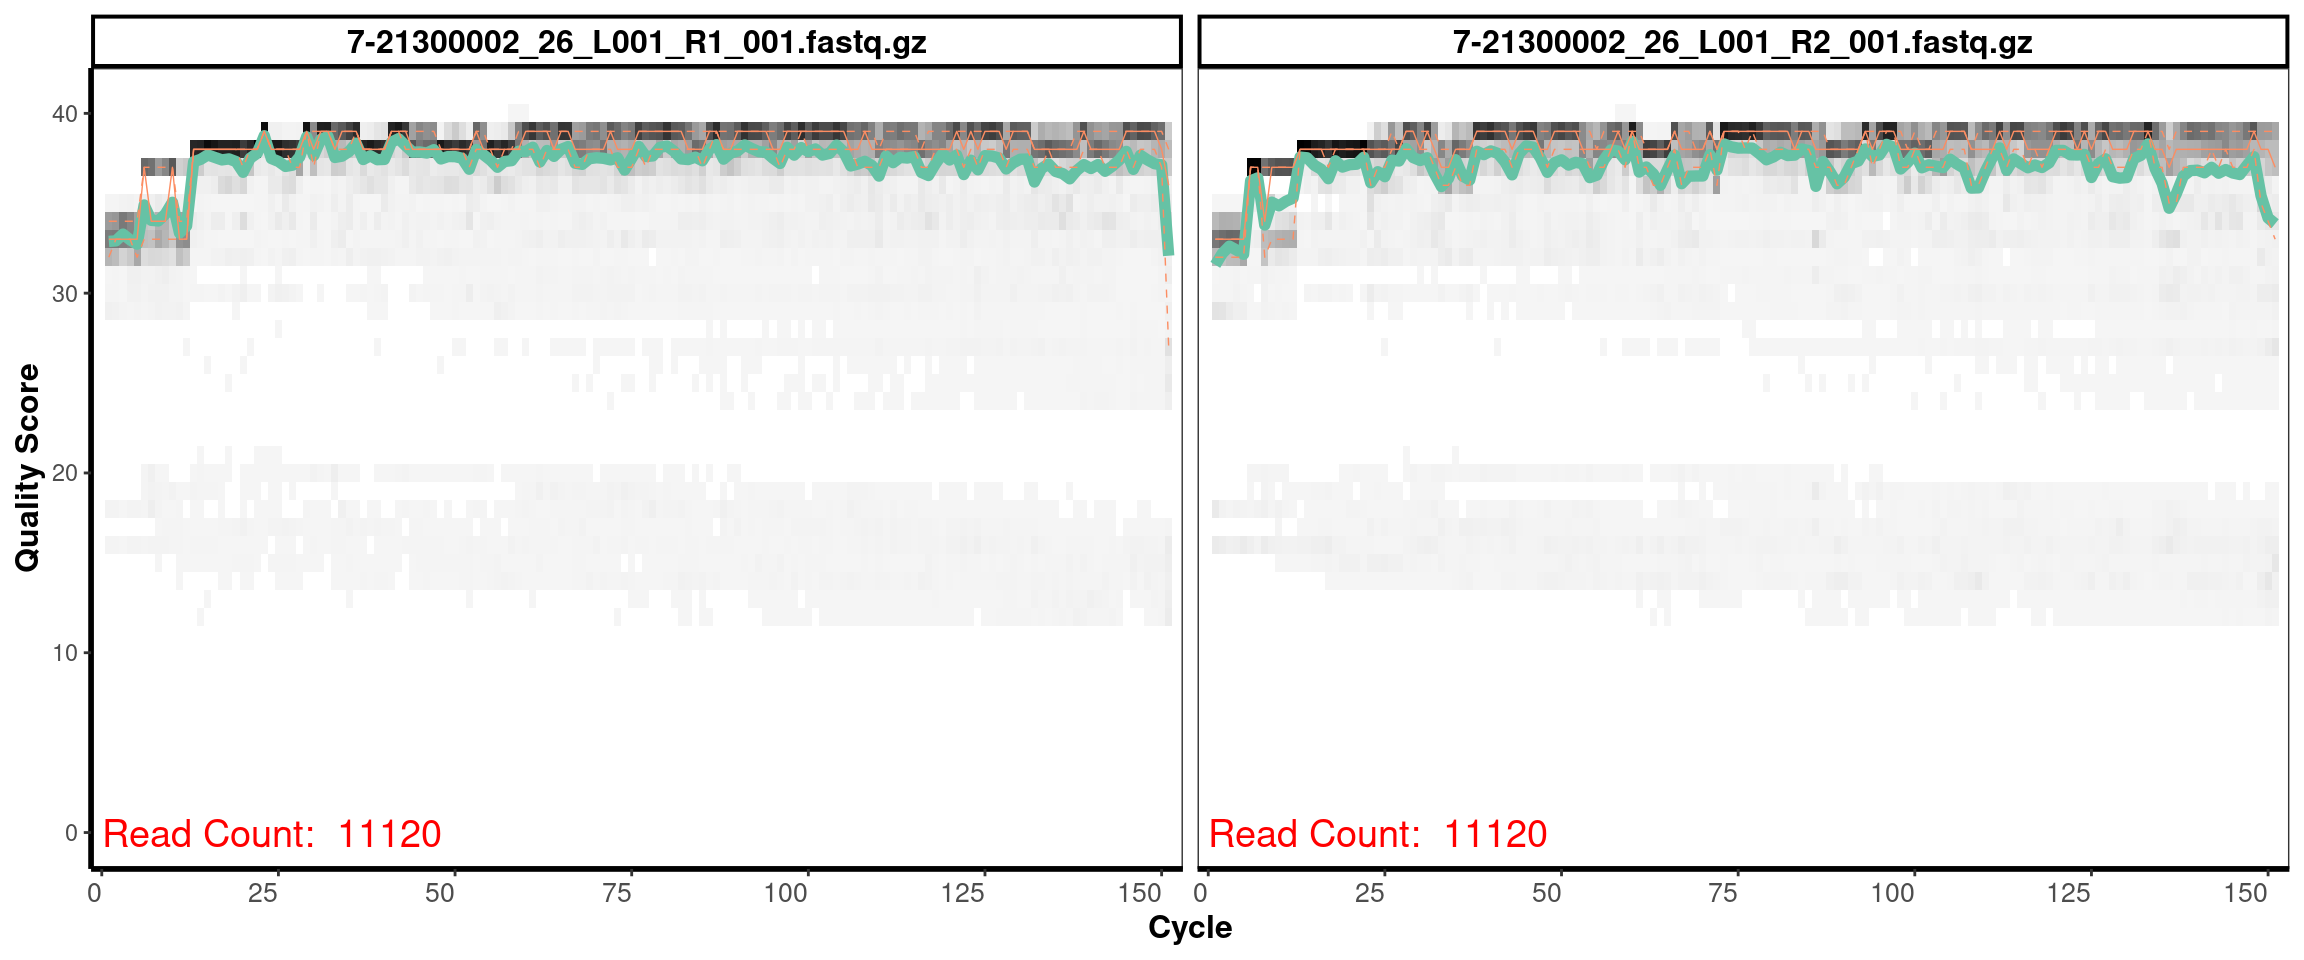 7-21300002_26_L001_R1_001.fastq.gz
7-21300002_26_L001_R2_001.fastq.gz
Quality Score
40
30
20
10
0
Read Count: 11120
Read Count: 11120
0 25 50 75 100 125 150
0 25 50 75 100 125 150
Cycle